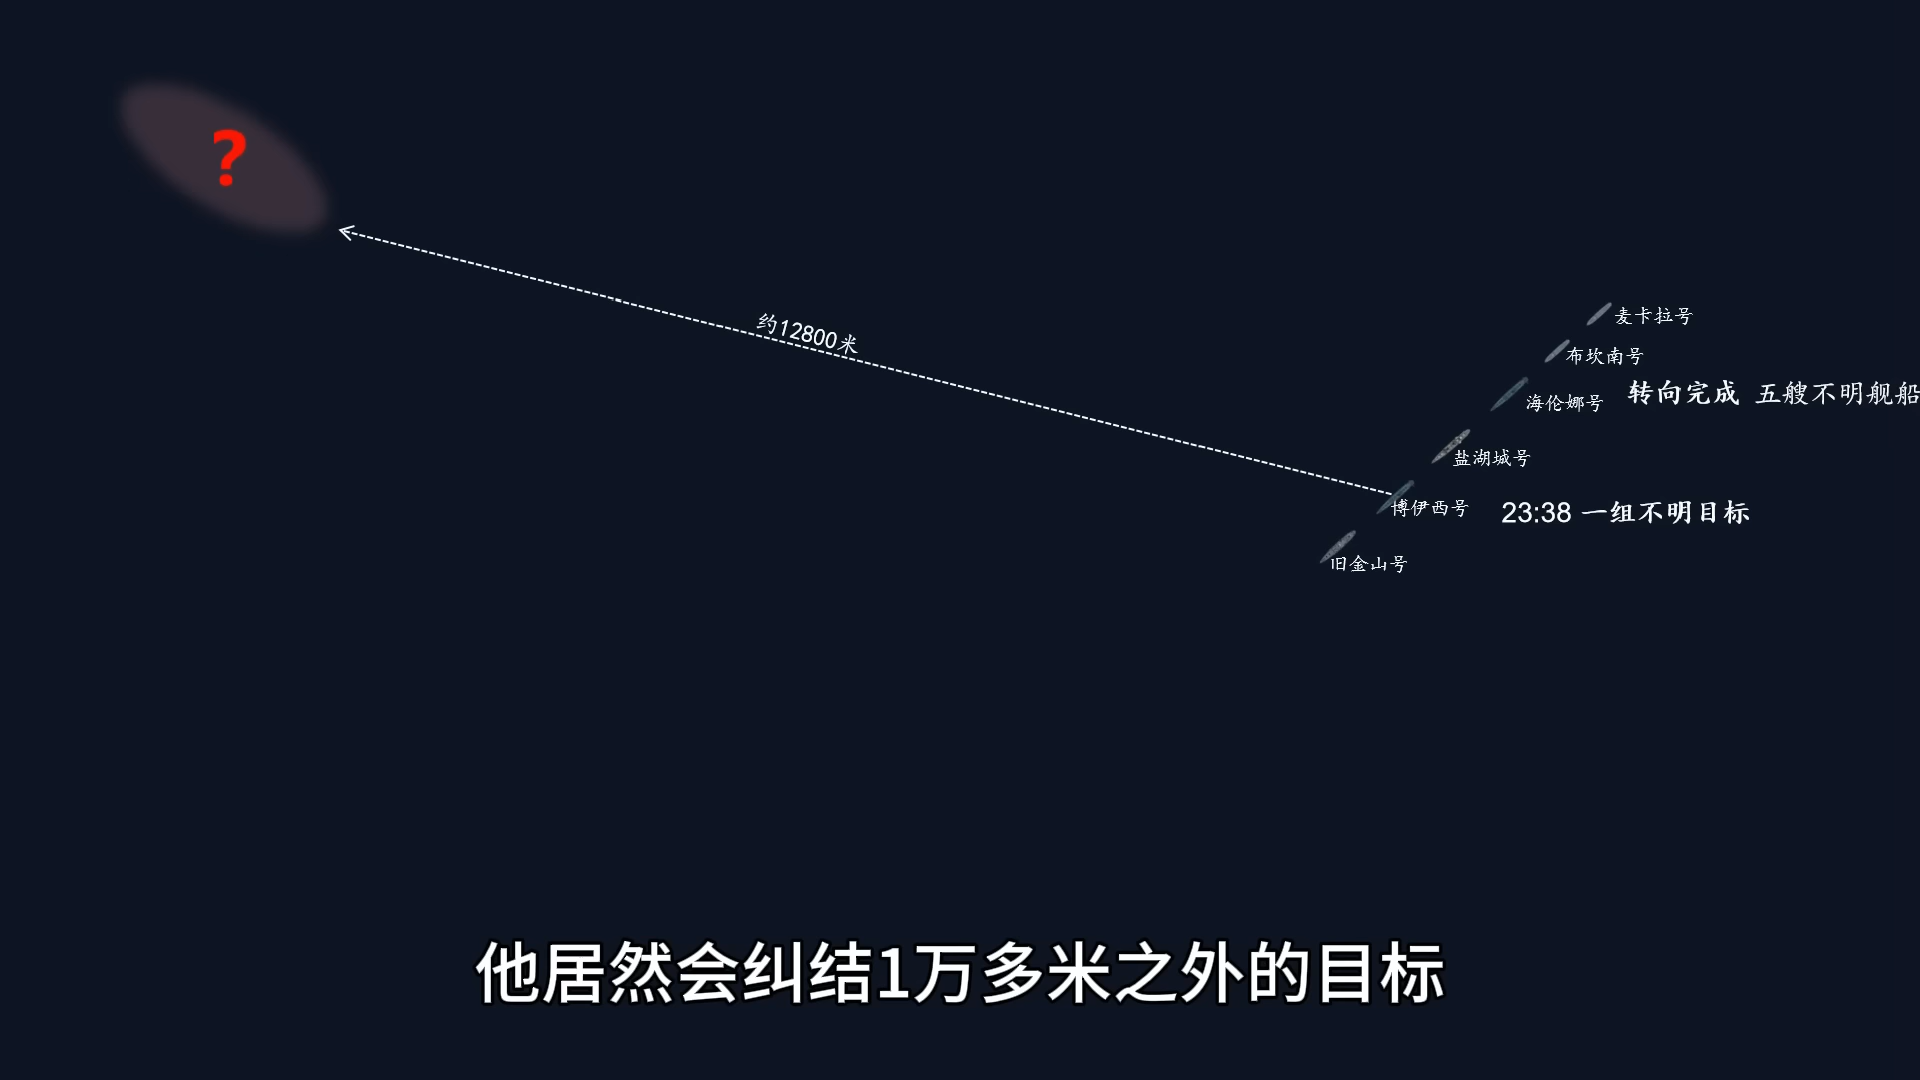 ?
约12800米
麦卡拉号
布坎南号
海伦娜号 转向完成 五艘不明舰船
盐湖城号
博伊西号 23:38 一组不明目标
旧金山号
他居然会纠结1万多米之外的目标